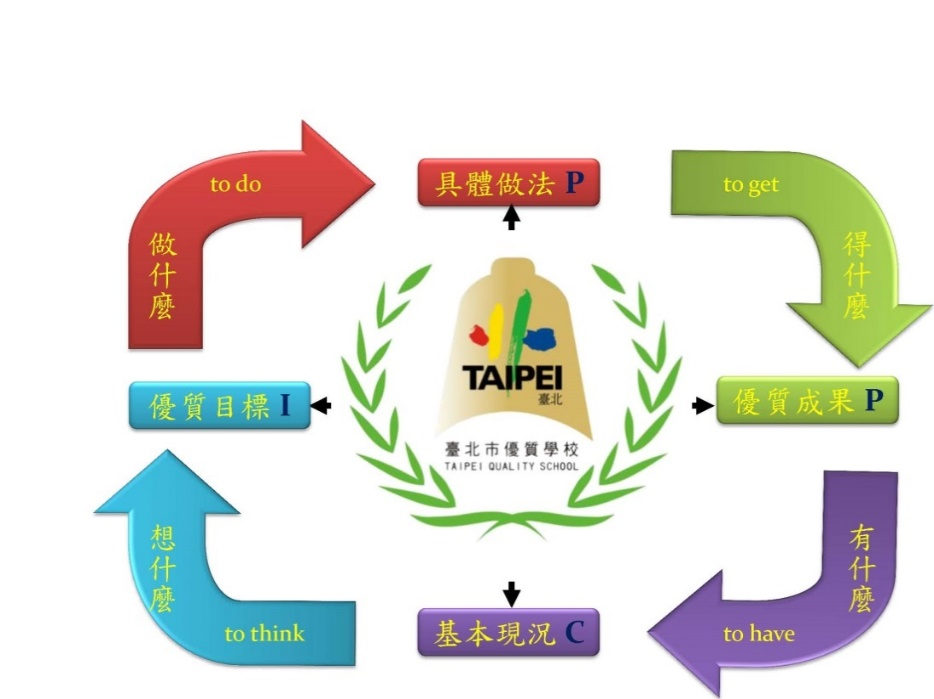 to do
做什麼
具體做法 P
to get
得什麼
優質目標 I
TAIPEI
臺北
臺北市優質學校
TAIPEI QUALITY SCHOOL
優質成果 P
想什麼
to think
基本現況 C
有什麼
to have